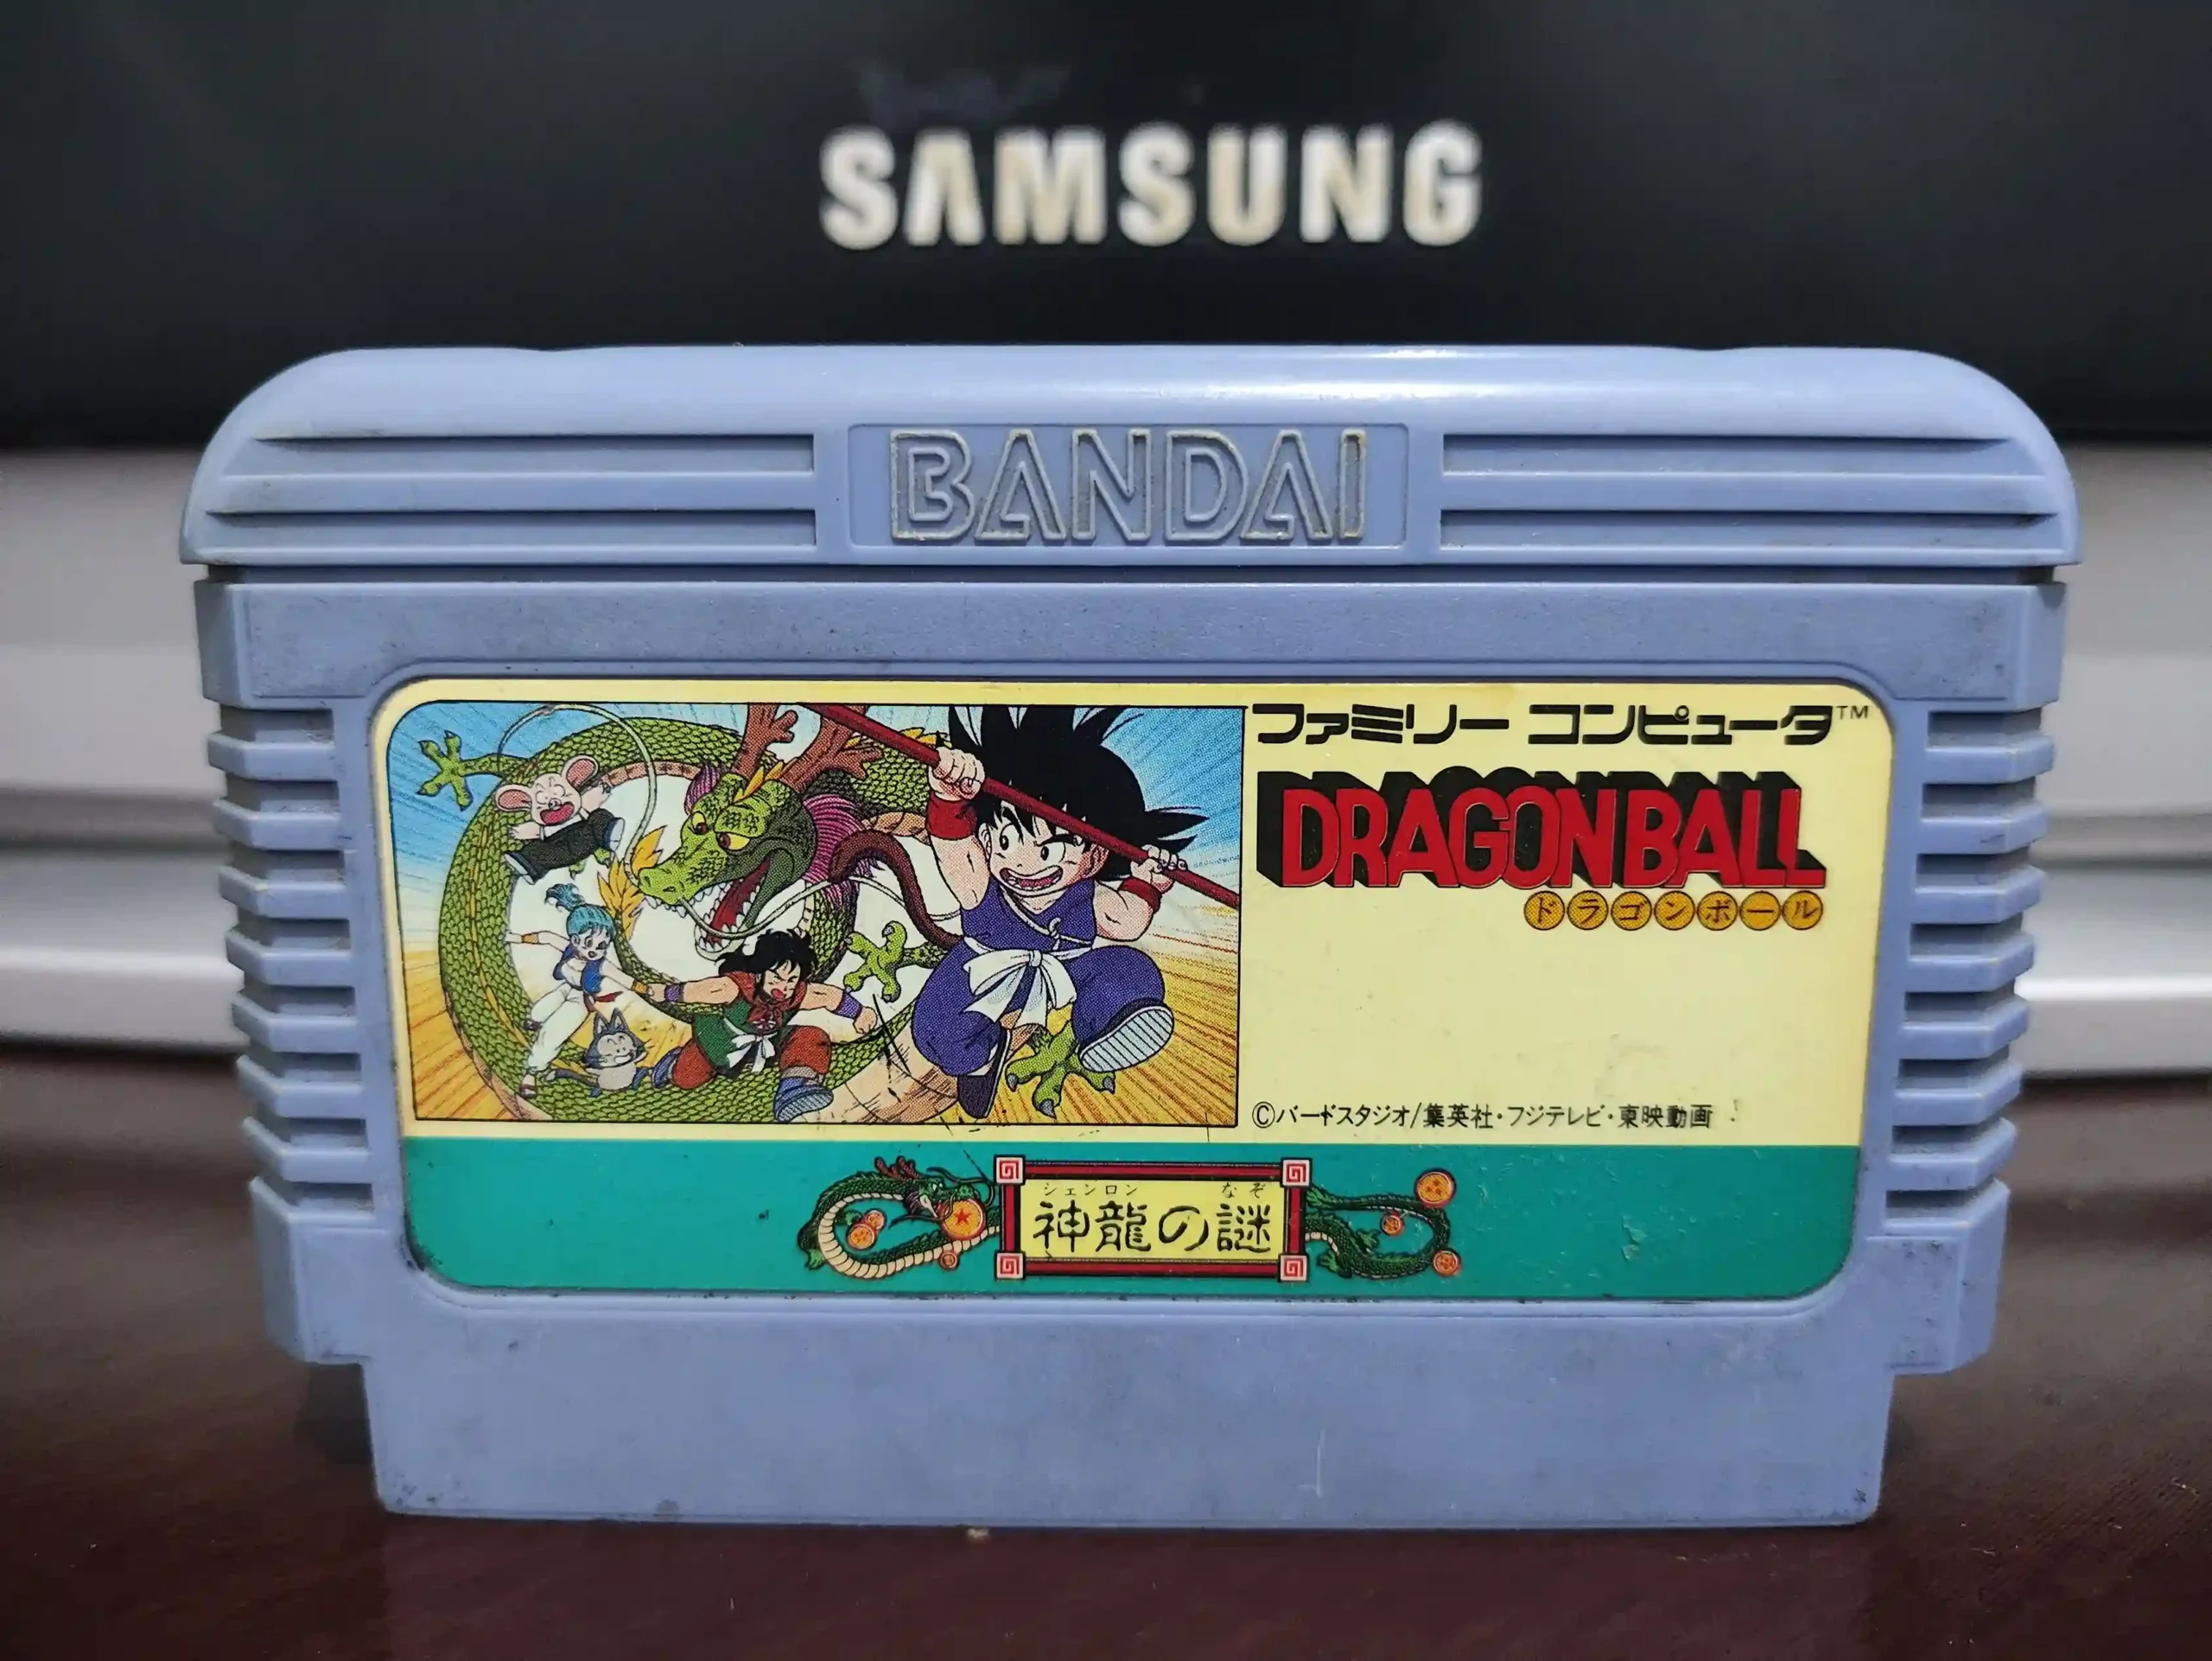 SAMSUNG
BANDAI
ファミリー コンピュータ™
DRAGON BALL
ドラゴンボール
©バードスタジオ/集英社・フジテレビ・東映動画
シェンロン なぞ
神龍の謎